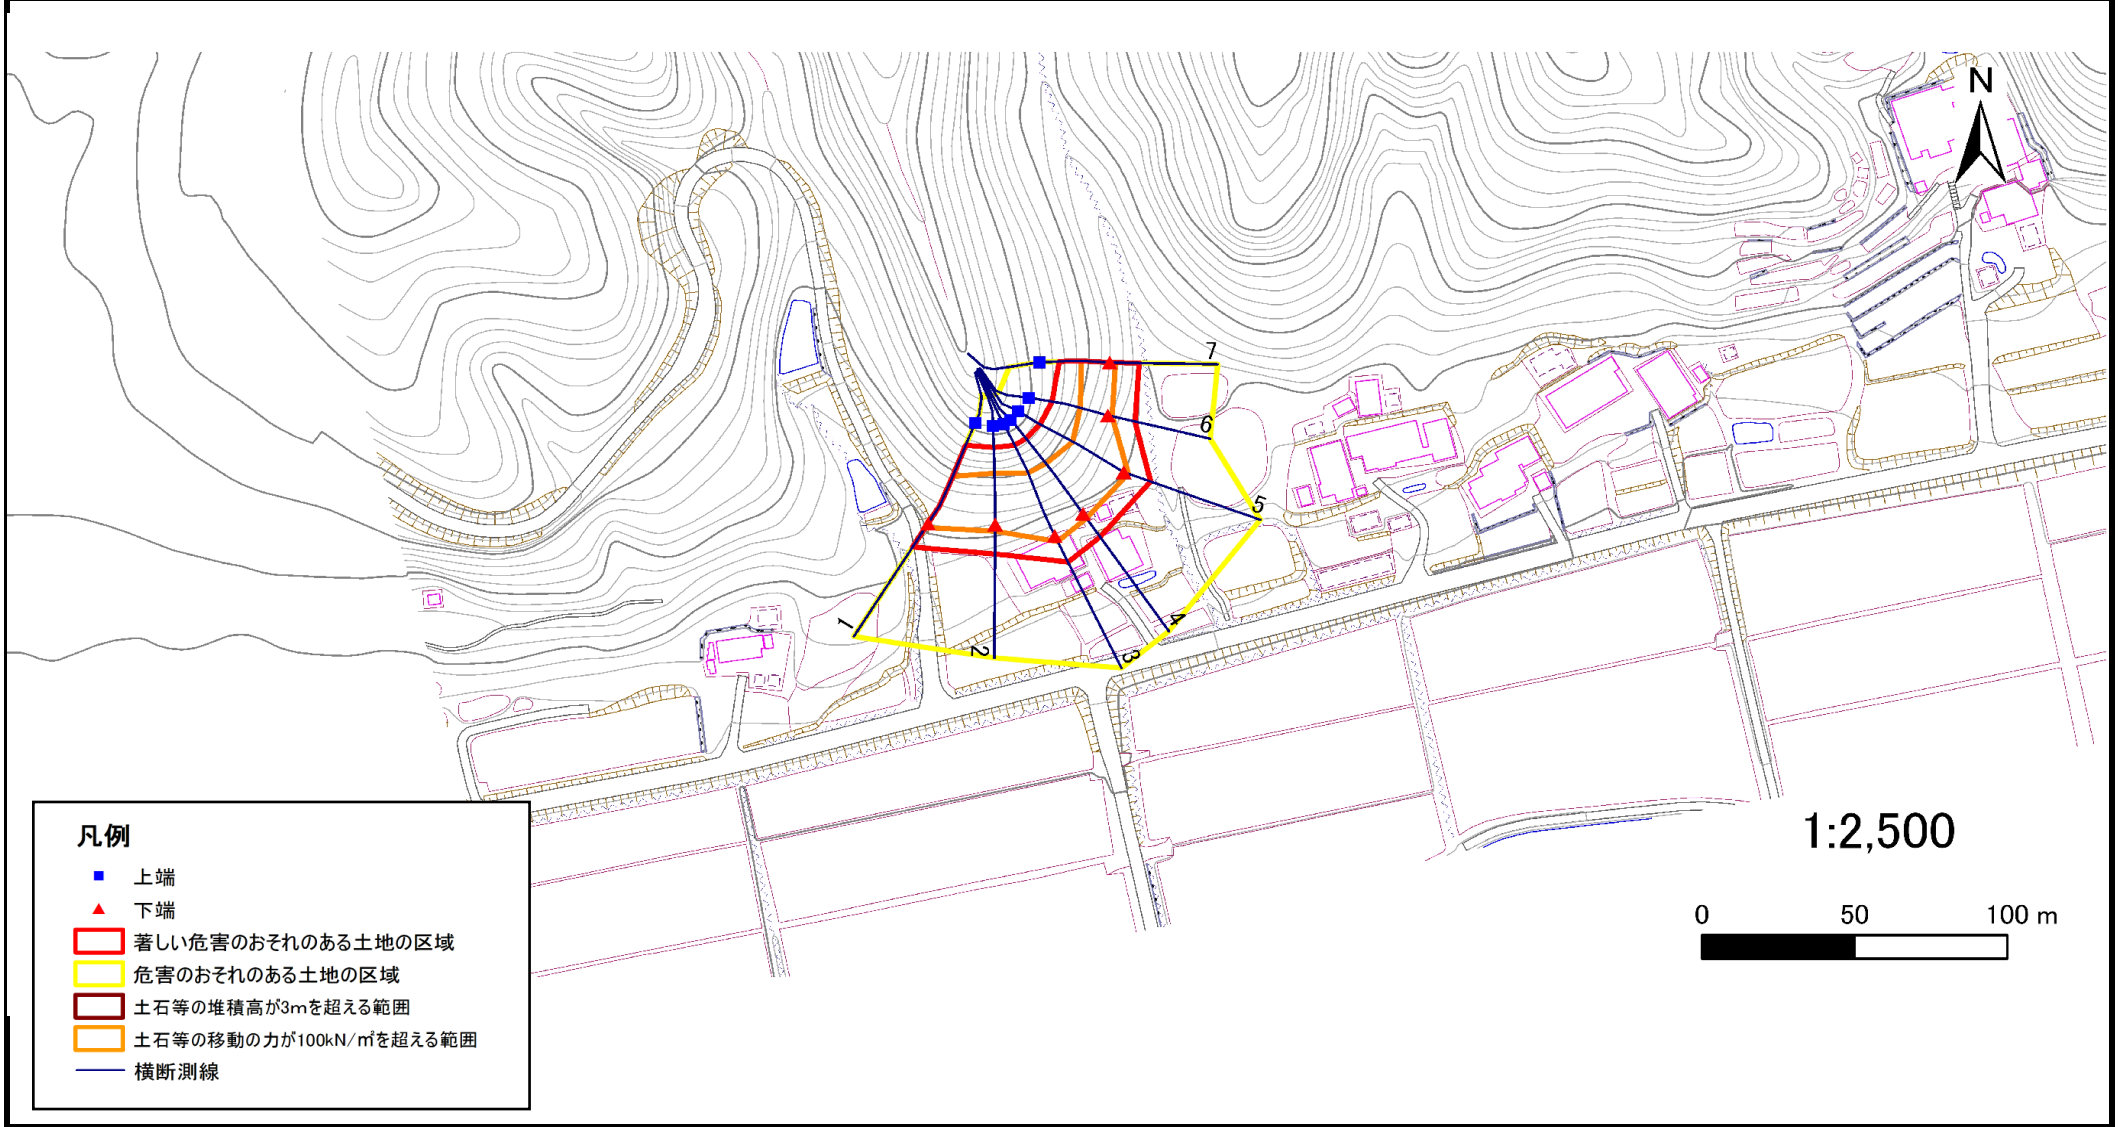 N
7
6
5
4
3
2
1
1:2,500
0 50 100 m
凡例
上端
下端
著しい危害のおそれのある土地の区域
危害のおそれのある土地の区域
土石等の堆積高が3mを超える範囲
土石等の移動の力が100kN/㎡を超える範囲
横断測線